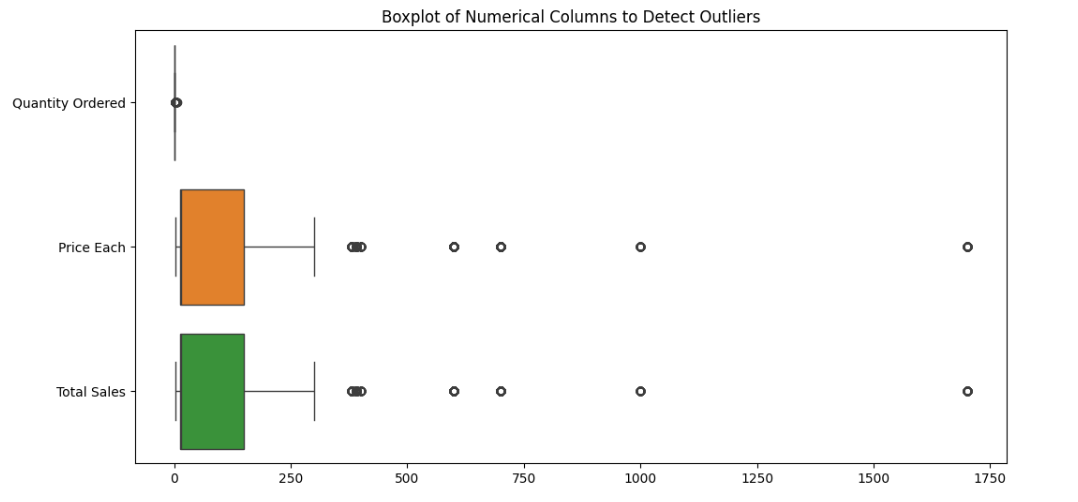 Boxplot of Numerical Columns to Detect Outliers
Quantity Ordered
Price Each
Total Sales
0 250 500 750 1000 1250 1500 1750